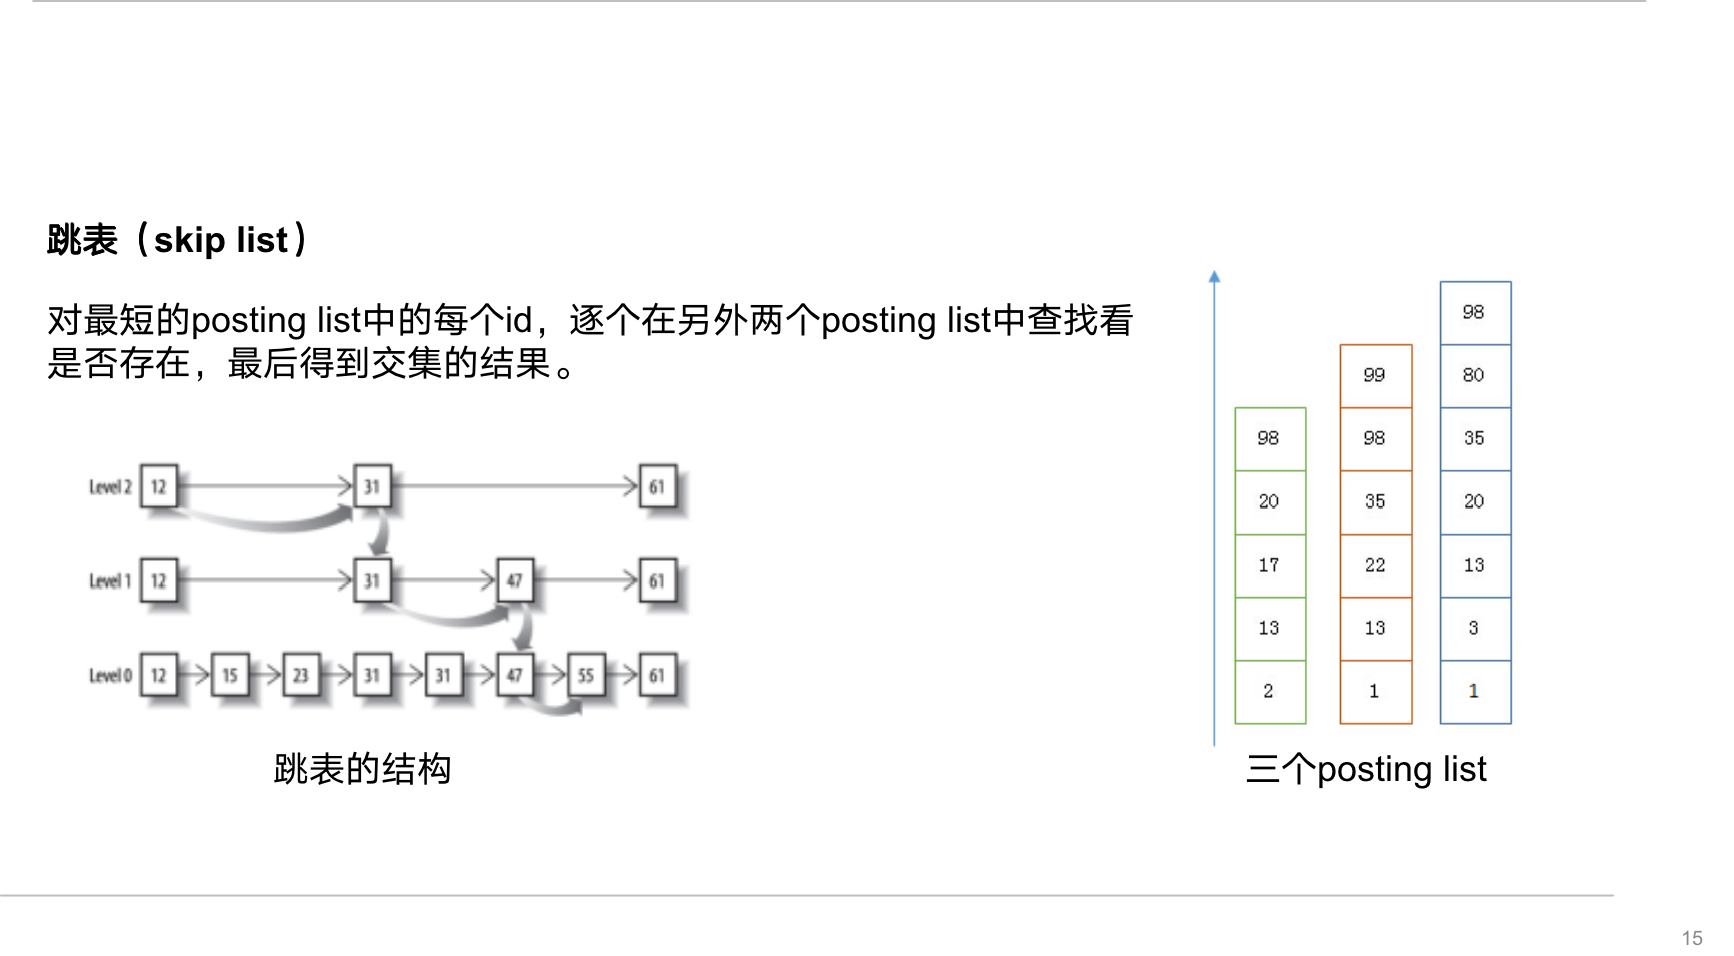 跳表（skip list）
对最短的posting list中的每个id，逐个在另外两个posting list中查找看
是否存在，最后得到交集的结果。
Level 2 12 31 61
Level 1 12 31 47 61
Level 0 12 15 23 31 31 47 55 61
跳表的结构
98
99 80
98 98 35
20 35 20
17 22 13
13 13 3
2 1 1
三个posting list
15